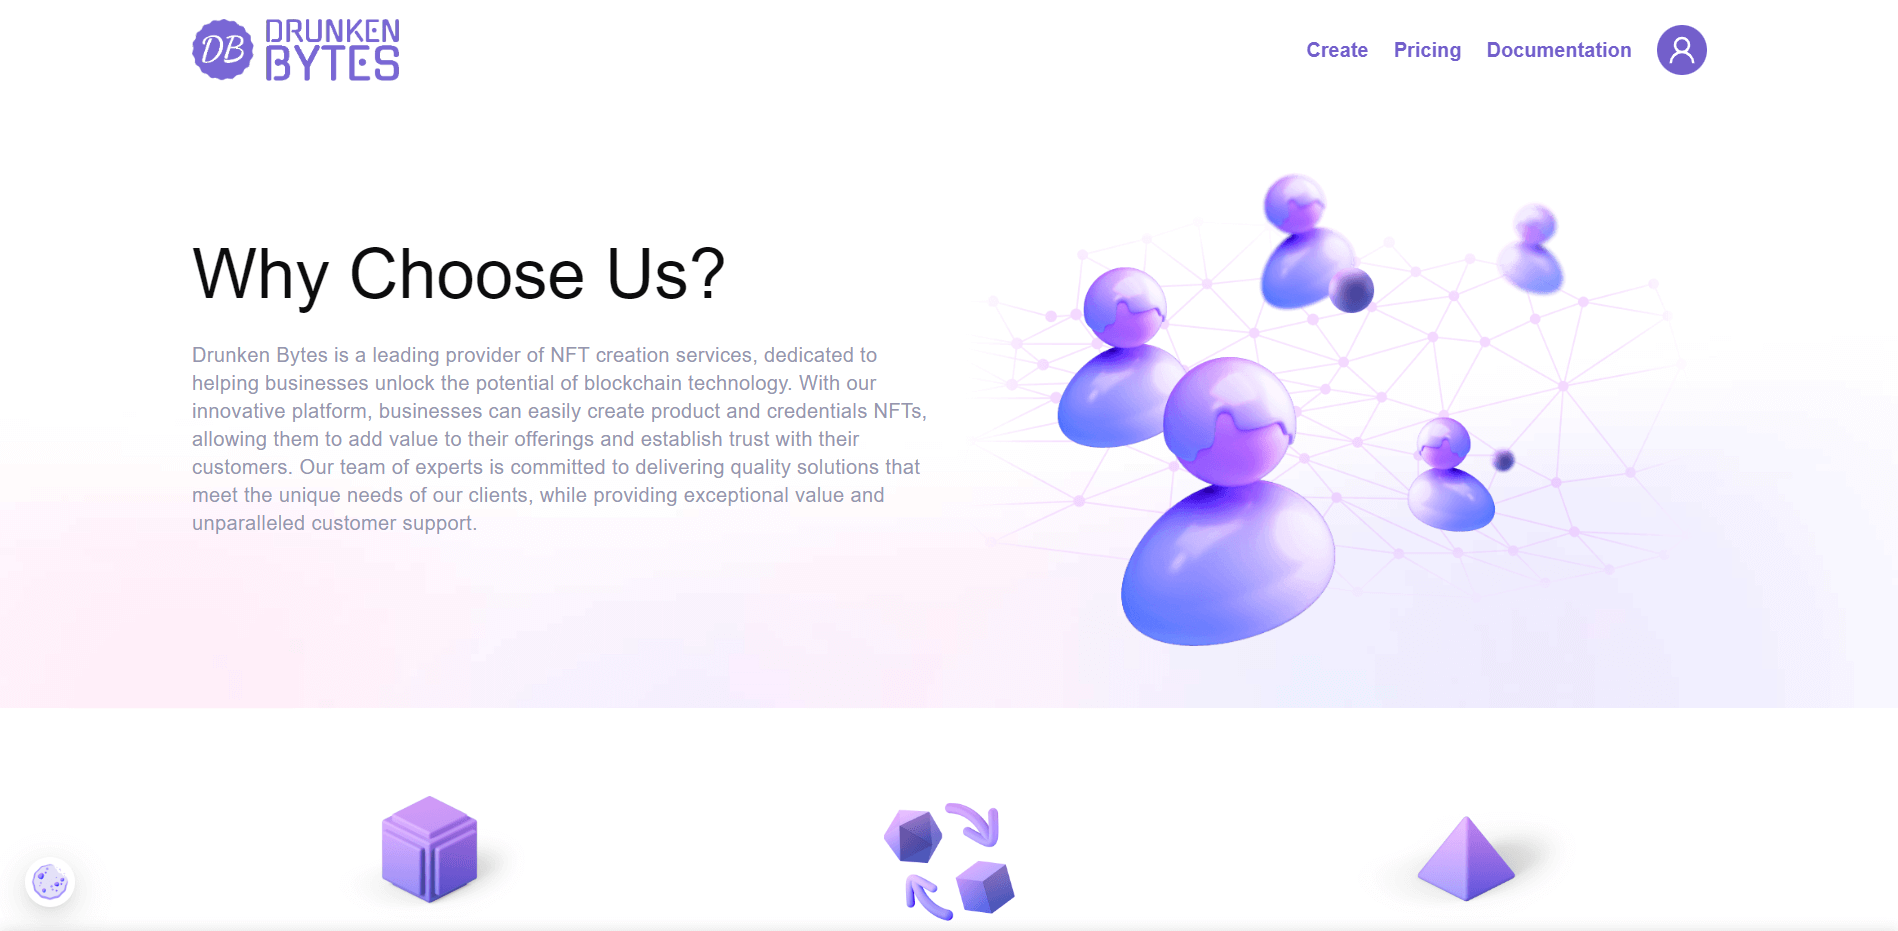 DB
DRUNKEN
BYTES
Create Pricing Documentation
Why Choose Us?
Drunken Bytes is a leading provider of NFT creation services, dedicated to
helping businesses unlock the potential of blockchain technology. With our
innovative platform, businesses can easily create product and credentials NFTs,
allowing them to add value to their offerings and establish trust with their
customers. Our team of experts is committed to delivering quality solutions that
meet the unique needs of our clients, while providing exceptional value and
unparalleled customer support.